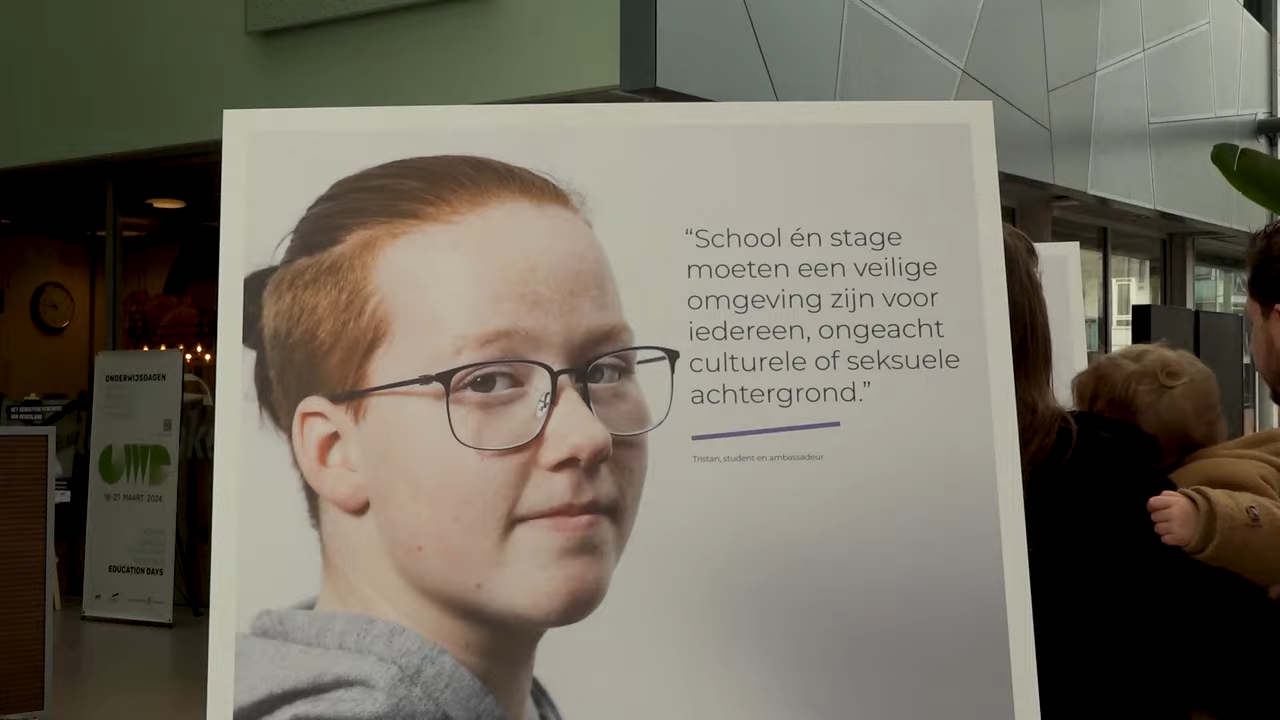 “School én stage
moeten een veilige
omgeving zijn voor
iedereen, ongeacht
culturele of seksuele
achtergrond.”
Tristan, student en ambassadeur
ONDERWIJSDAGEN
OWD
18-21 MAART 2024
EDUCATION DAYS